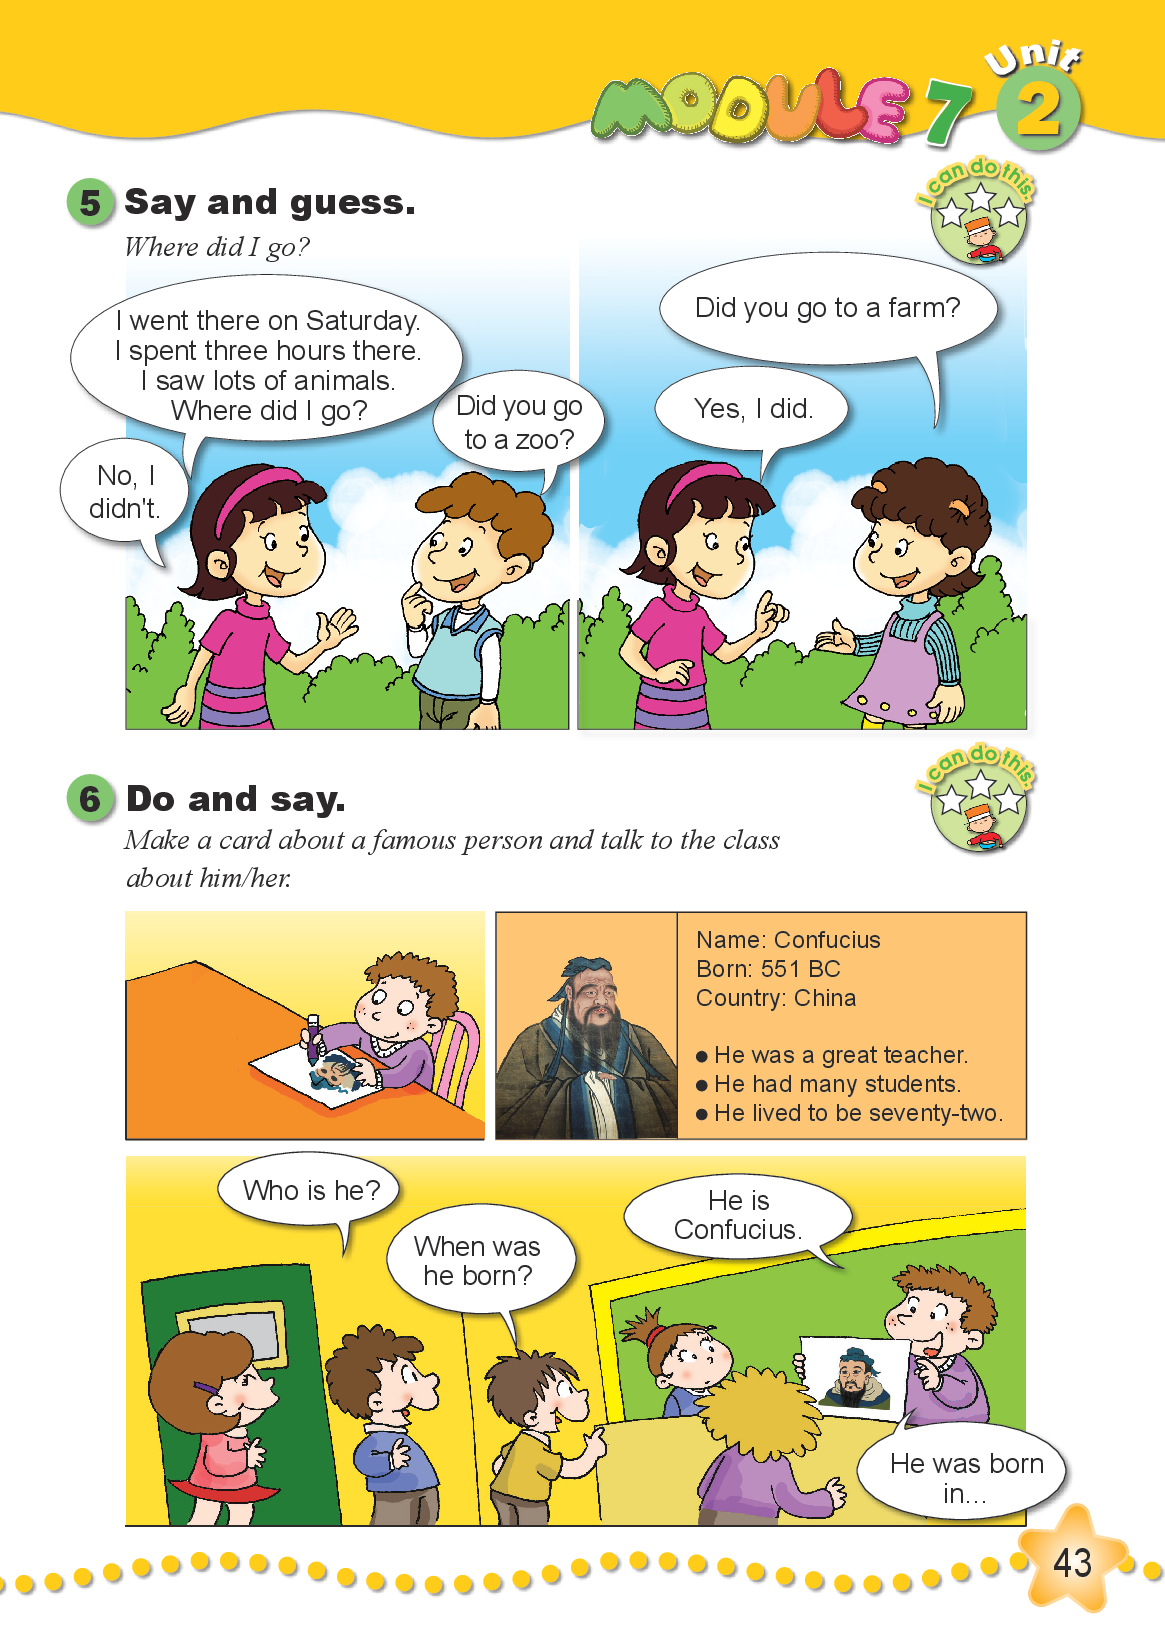 MODULE 7 Unit 2
5 Say and guess.
I can do this.
Where did I go?
I went there on Saturday.
I spent three hours there.
I saw lots of animals.
Where did I go?
Did you go
to a zoo?
No, I
didn't.
Did you go to a farm?
Yes, I did.
6 Do and say.
I can do this.
Make a card about a famous person and talk to the class
about him/her.
Name: Confucius
Born: 551 BC
Country: China
● He was a great teacher.
● He had many students.
● He lived to be seventy-two.
Who is he?
He is
Confucius.
When was
he born?
He was born
in...
43